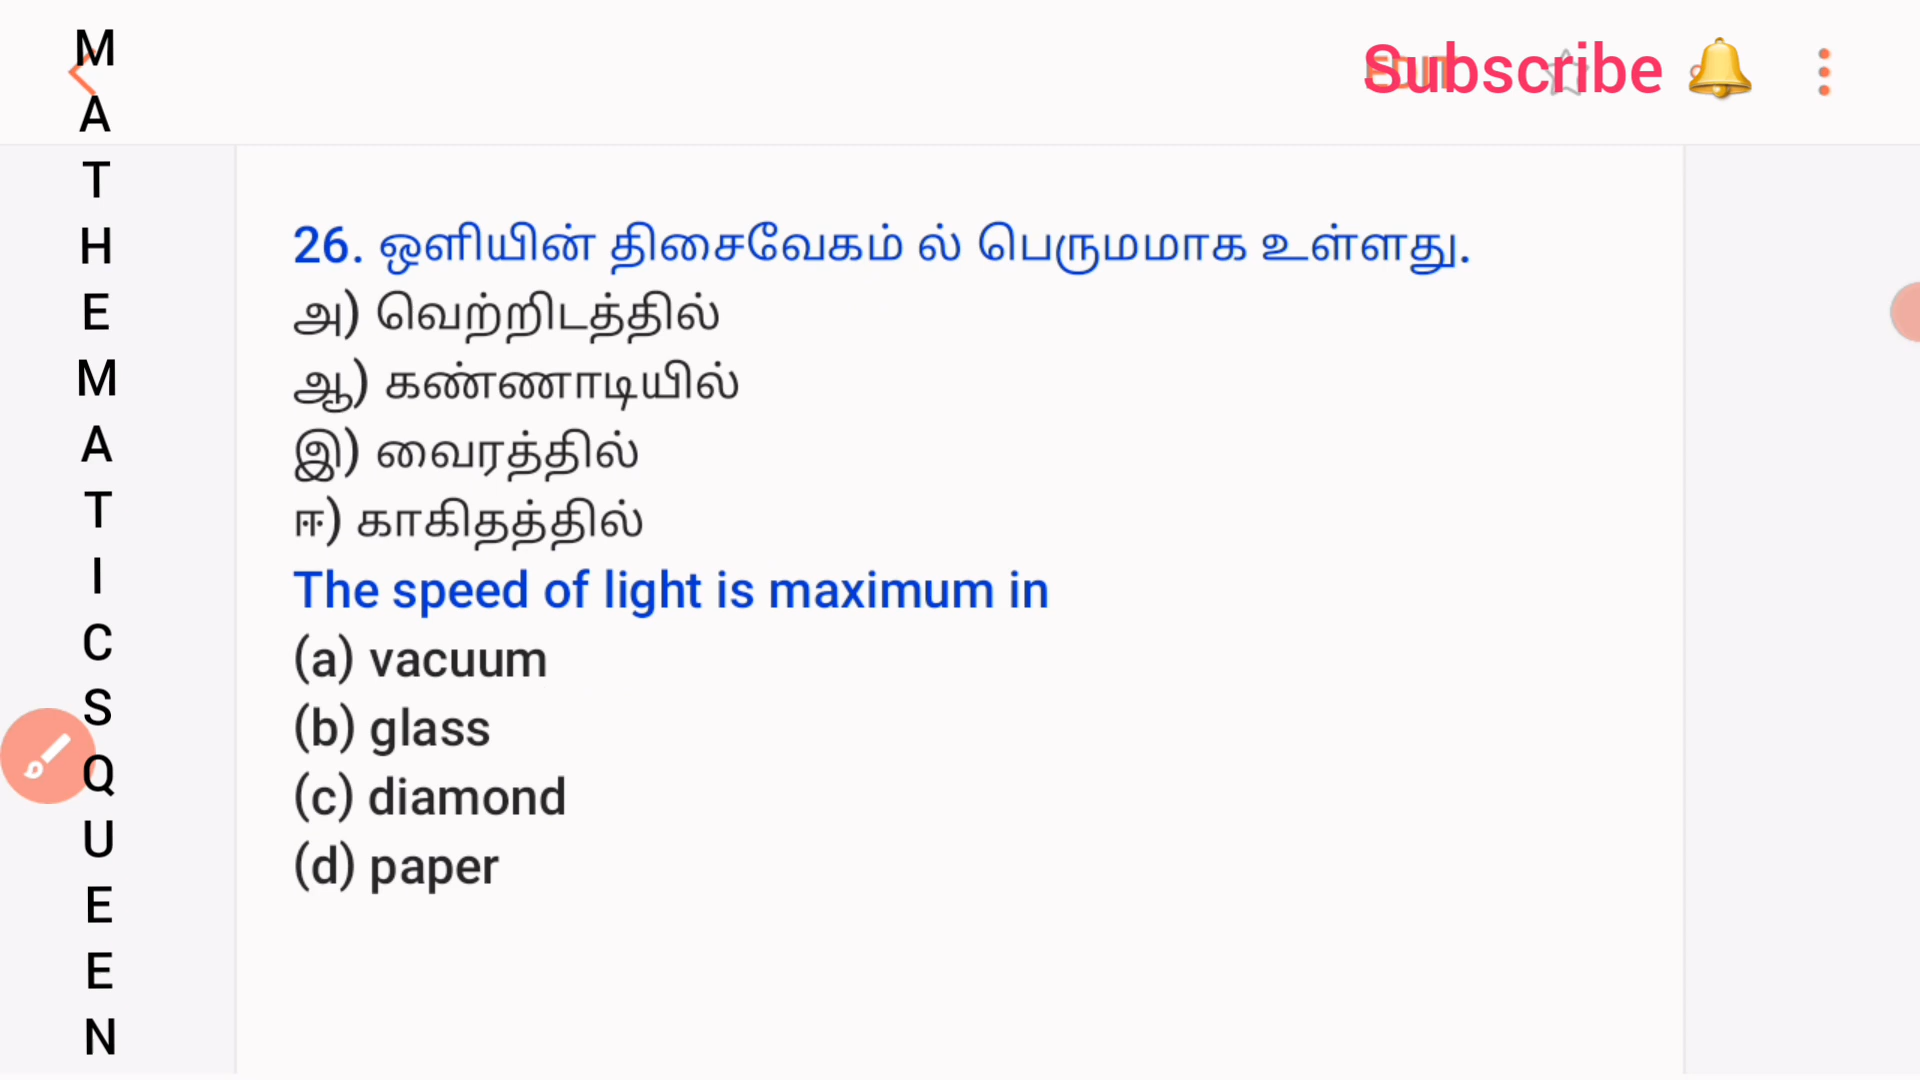 Subscribe 🔔
26. ஒளியின் திசைவேகம் ல் பெருமமாக உள்ளது.
அ) வெற்றிடத்தில்
ஆ) கண்ணாடியில்
இ) வைரத்தில்
ஈ) காகிதத்தில்
The speed of light is maximum in
(a) vacuum
(b) glass
(c) diamond
(d) paper
M
A
T
H
E
M
A
T
I
C
S
Q
U
E
E
N